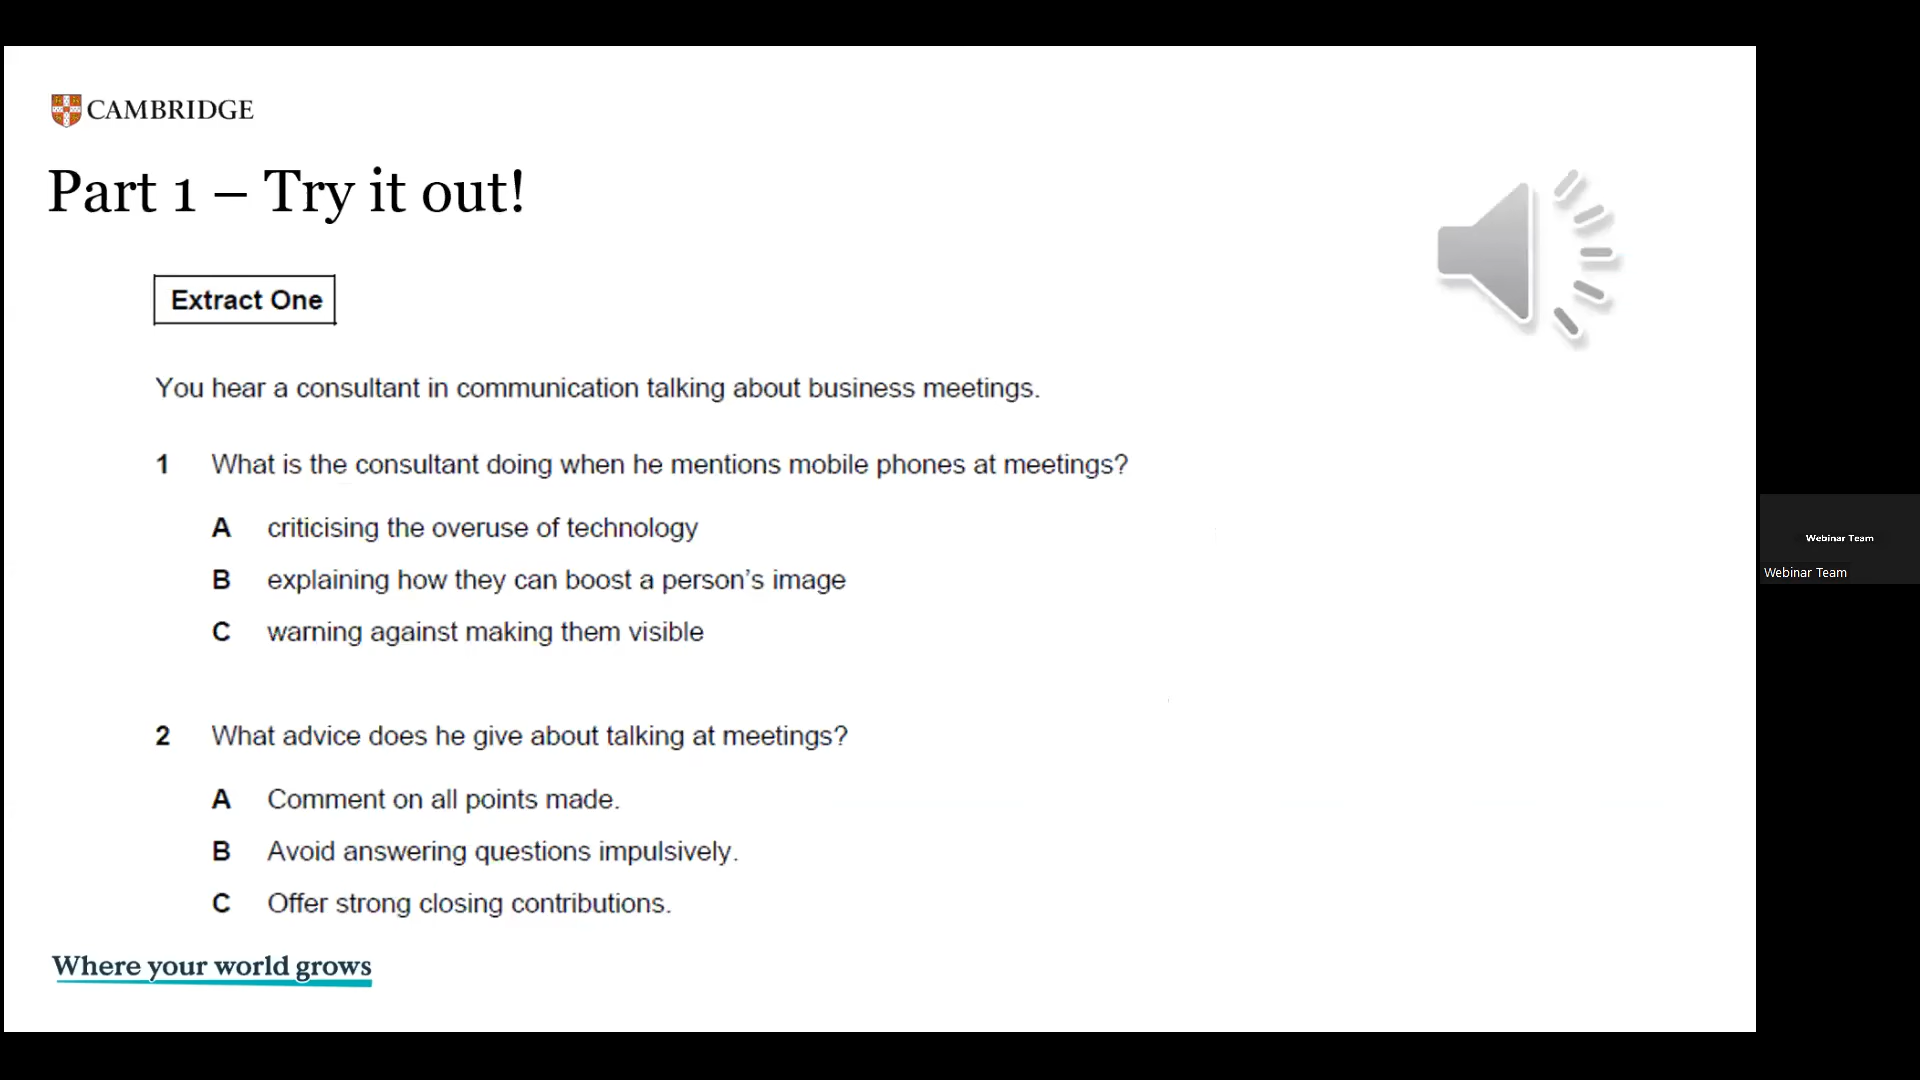 CAMBRIDGE
Part 1 – Try it out!
Extract One
You hear a consultant in communication talking about business meetings.
1 What is the consultant doing when he mentions mobile phones at meetings?
A criticising the overuse of technology
B explaining how they can boost a person's image
C warning against making them visible
2 What advice does he give about talking at meetings?
A Comment on all points made.
B Avoid answering questions impulsively.
C Offer strong closing contributions.
Where your world grows
Webinar Team
Webinar Team